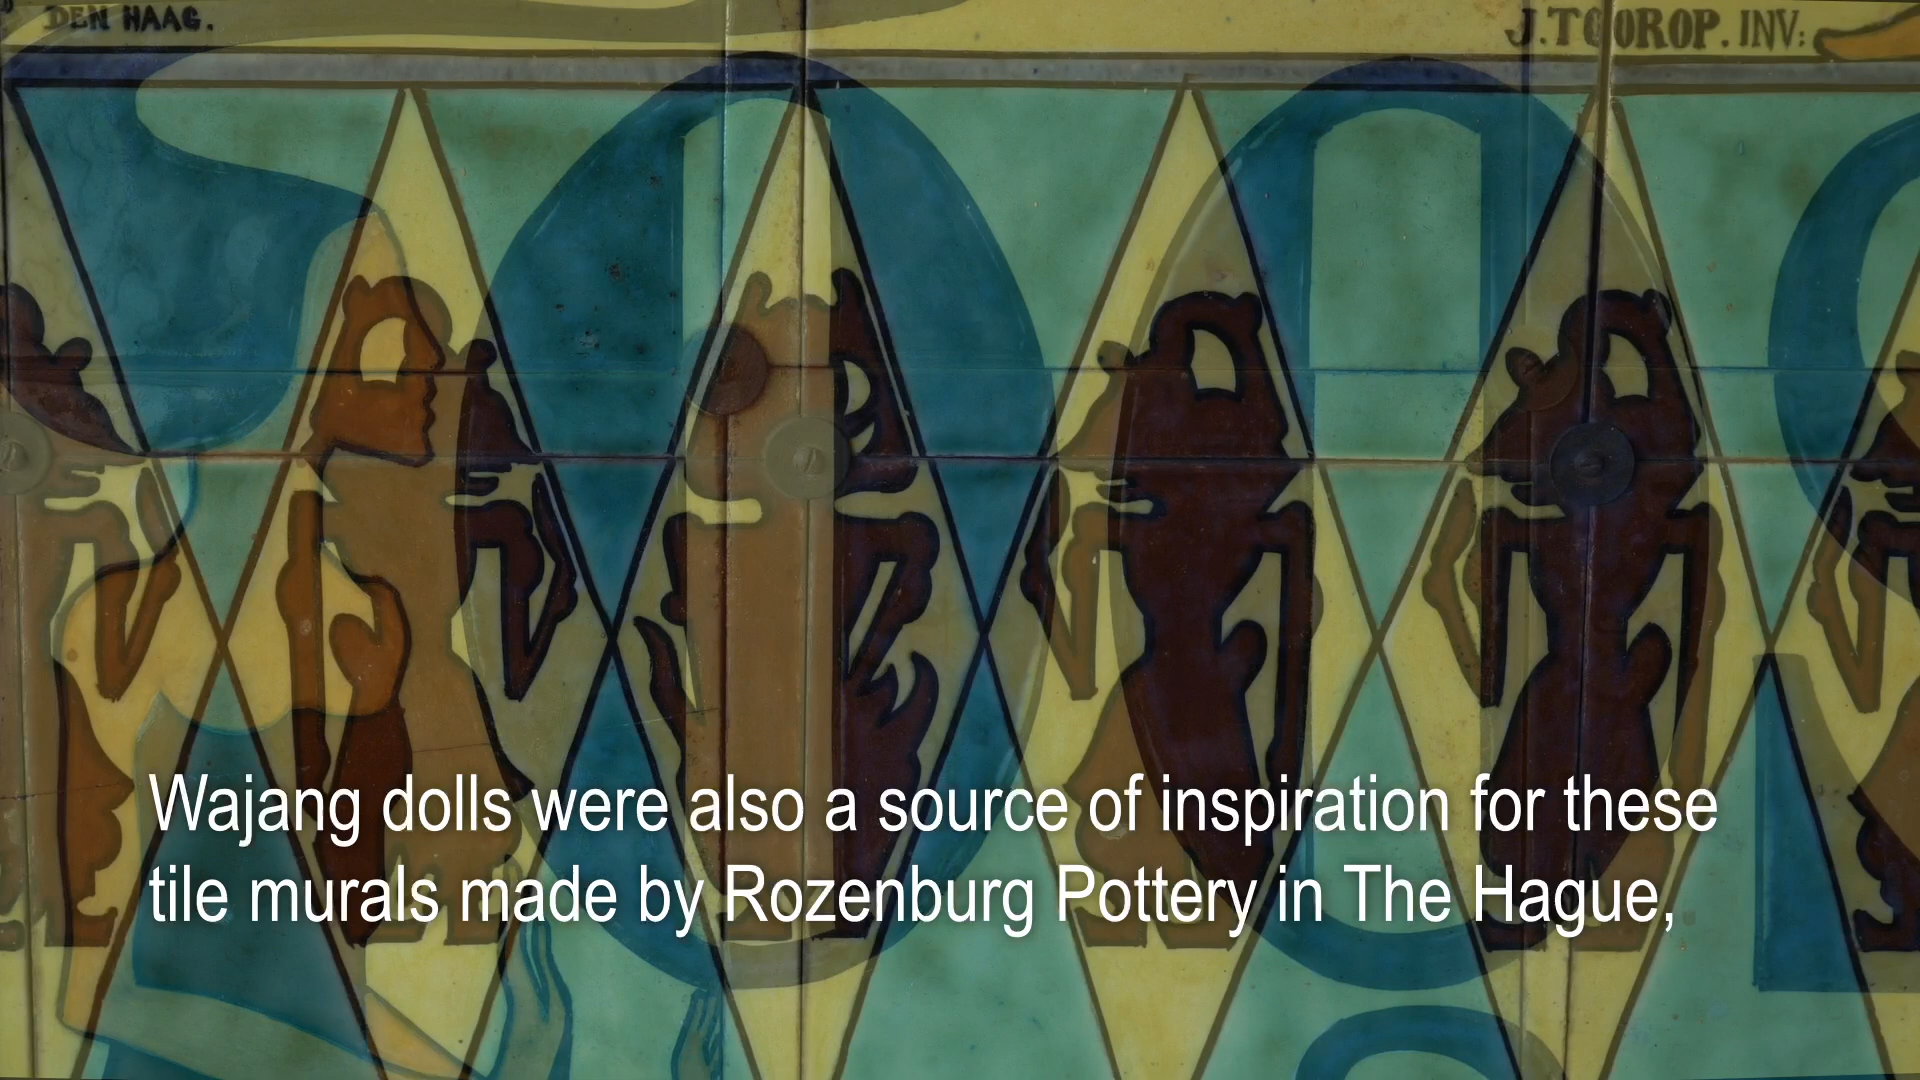 DEN HAAG.
J.TOOROP. INV:
Wajang dolls were also a source of inspiration for these
tile murals made by Rozenburg Pottery in The Hague,